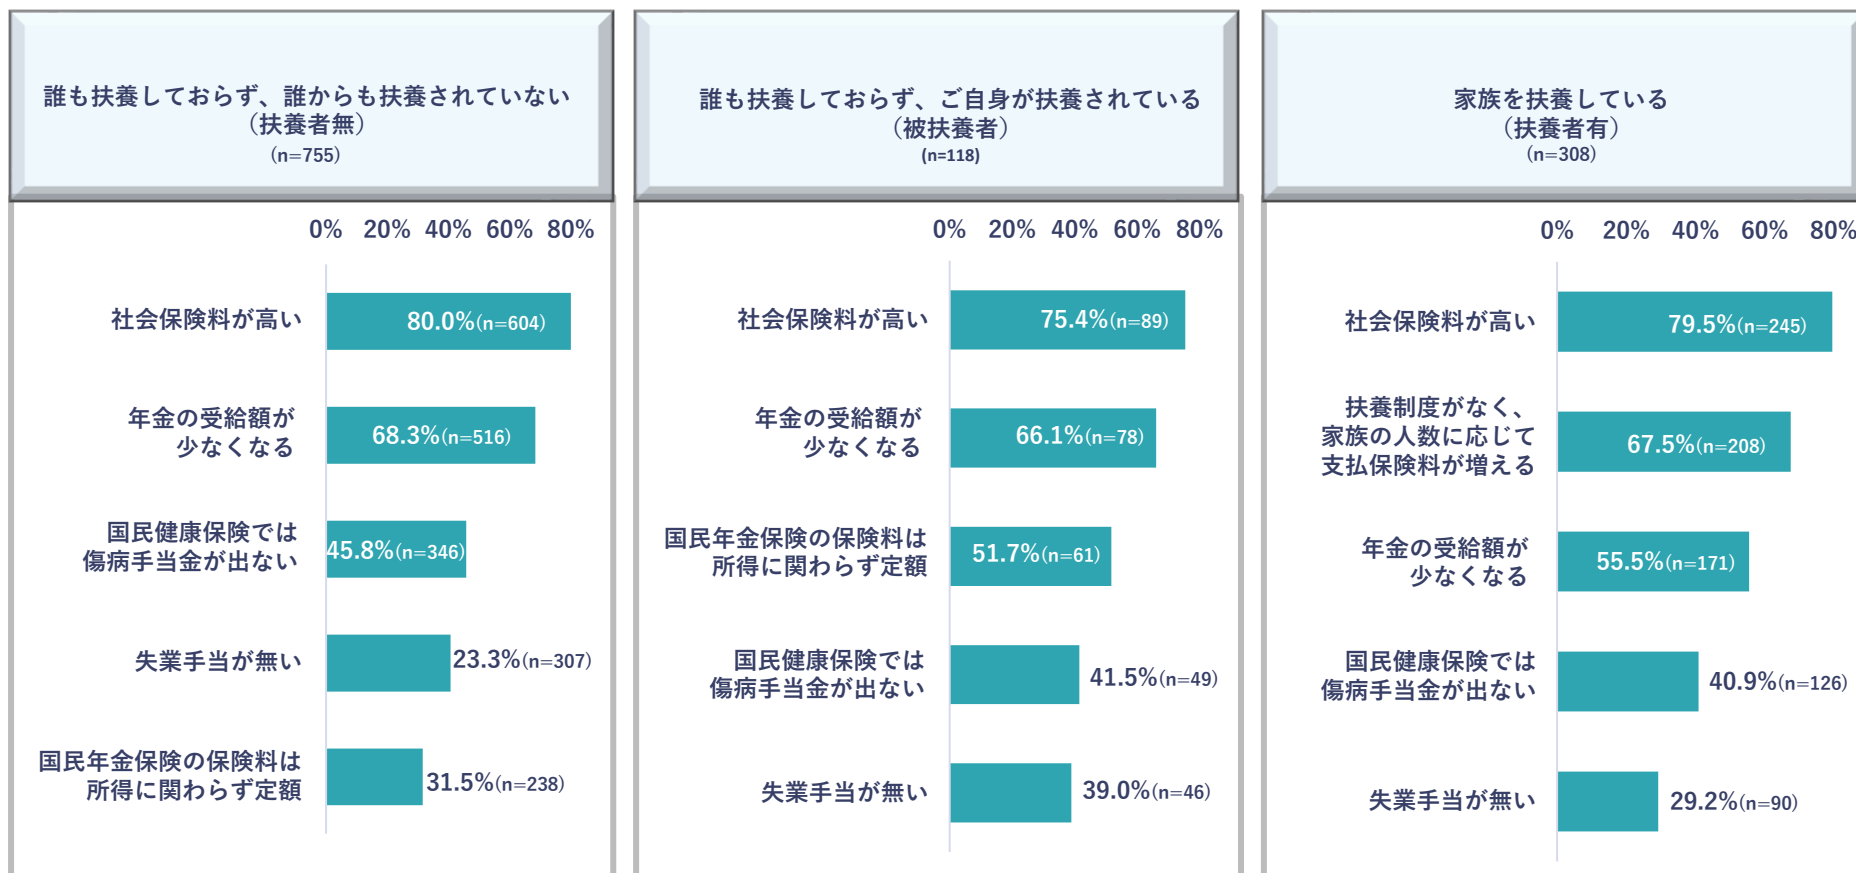 誰も扶養しておらず、誰からも扶養されていない
（扶養者無）
(n=755)
0% 20% 40% 60% 80%
社会保険料が高い
80.0%(n=604)
年金の受給額が
少なくなる
68.3%(n=516)
国民健康保険では
傷病手当金が出ない
45.8%(n=346)
失業手当が無い
23.3%(n=307)
国民年金保険の保険料は
所得に関わらず定額
31.5%(n=238)
誰も扶養しておらず、ご自身が扶養されている
（被扶養者）
(n=118)
0% 20% 40% 60% 80%
社会保険料が高い
75.4%(n=89)
年金の受給額が
少なくなる
66.1%(n=78)
国民年金保険の保険料は
所得に関わらず定額
51.7%(n=61)
国民健康保険では
傷病手当金が出ない
41.5%(n=49)
失業手当が無い
39.0%(n=46)
家族を扶養している
（扶養者有）
(n=308)
0% 20% 40% 60% 80%
社会保険料が高い
79.5%(n=245)
扶養制度がなく、
家族の人数に応じて
支払保険料が増える
67.5%(n=208)
年金の受給額が
少なくなる
55.5%(n=171)
国民健康保険では
傷病手当金が出ない
40.9%(n=126)
失業手当が無い
29.2%(n=90)